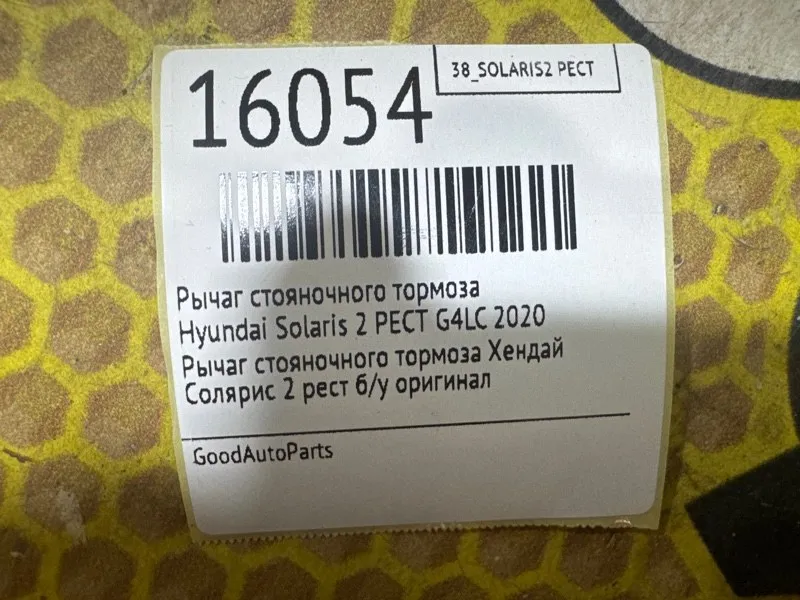 38_SOLARIS2 РЕСТ
16054
Рычаг стояночного тормоза
Hyundai Solaris 2 РЕСТ G4LC 2020
Рычаг стояночного тормоза Хендай
Солярис 2 рест б/у оригинал
GoodAutoParts